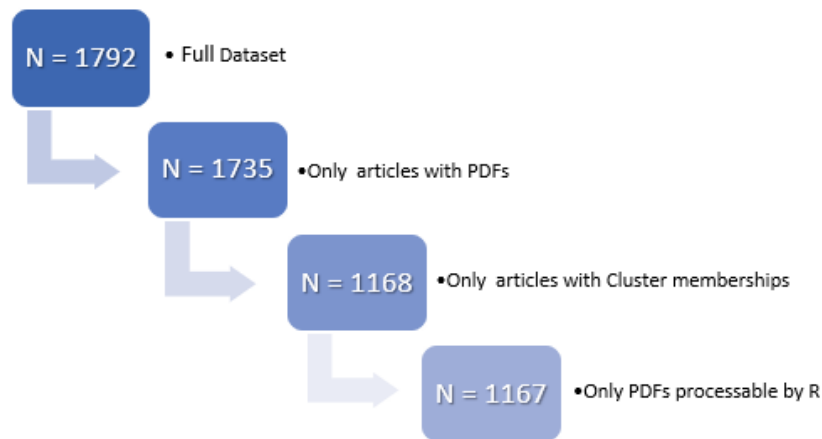 N = 1792 • Full Dataset
N = 1735 •Only articles with PDFs
N = 1168 •Only articles with Cluster memberships
N = 1167 •Only PDFs processable by R